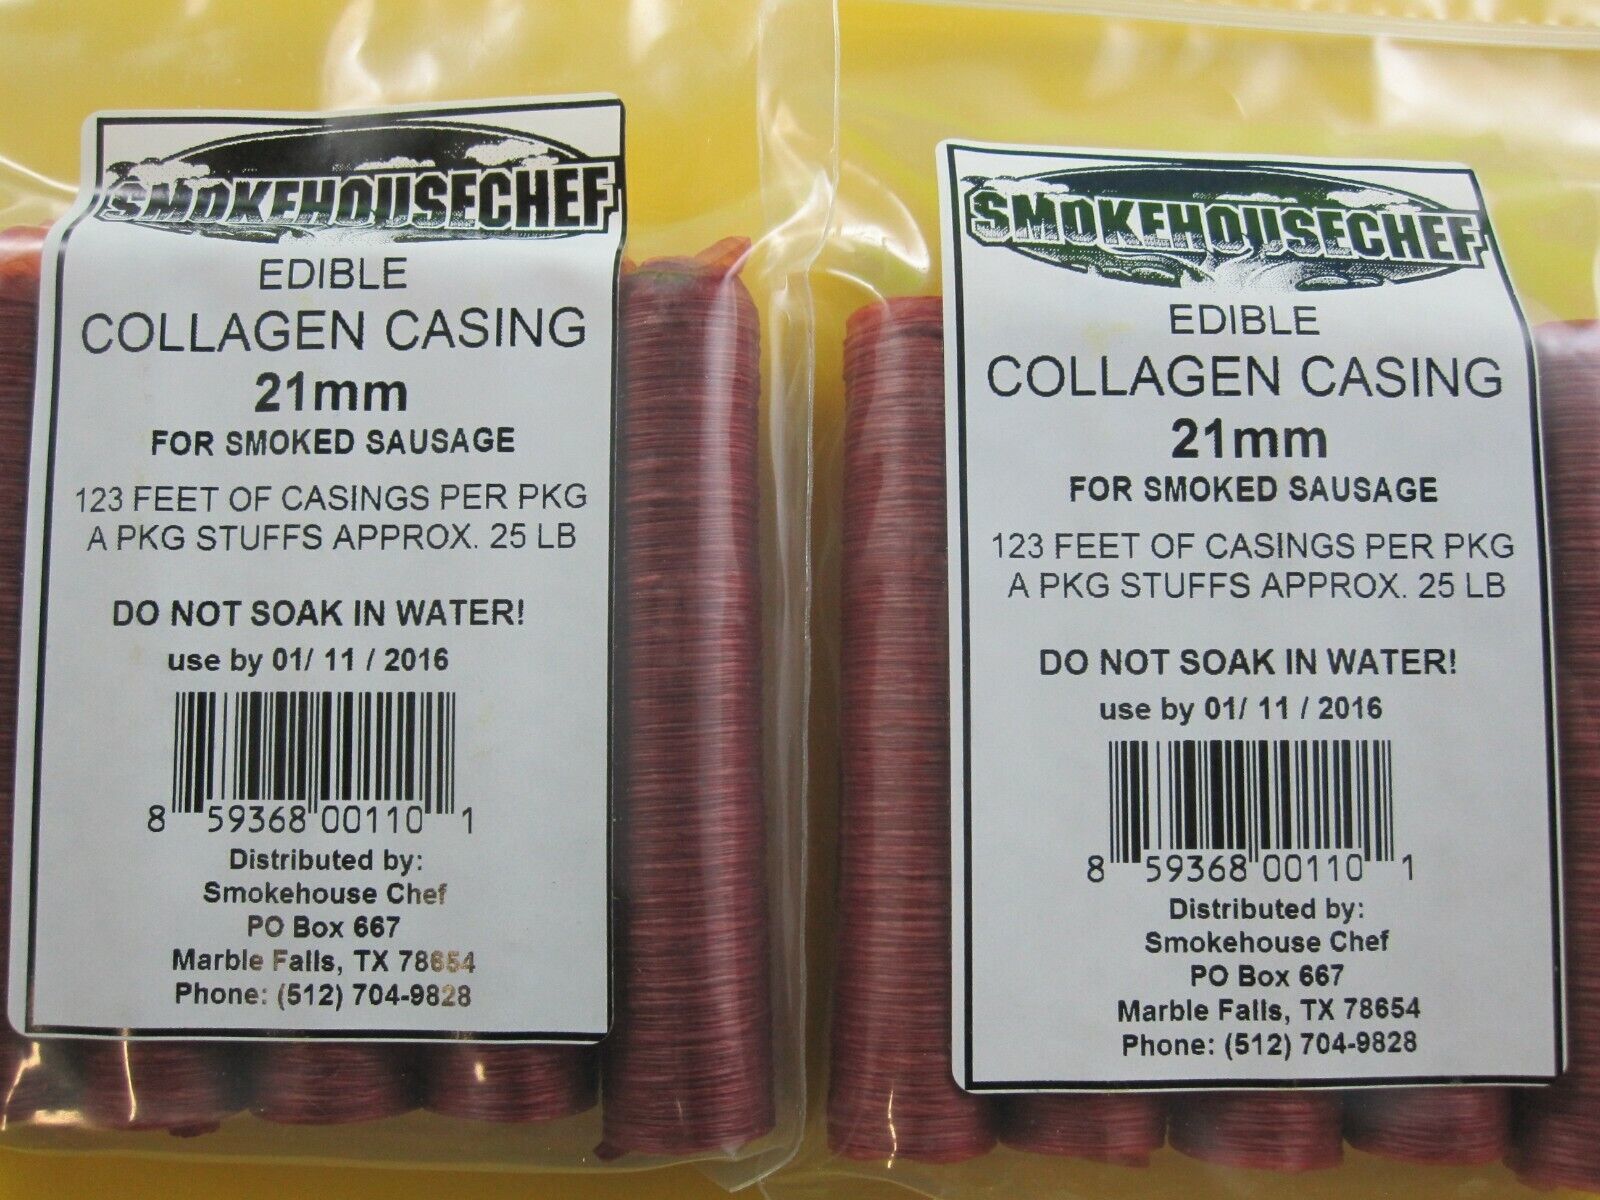 SMOKEHOUSECHEF
EDIBLE
COLLAGEN CASING
21mm
FOR SMOKED SAUSAGE
123 FEET OF CASINGS PER PKG
A PKG STUFFS APPROX. 25 LB
DO NOT SOAK IN WATER!
use by 01/ 11 / 2016
8 59368 00110 1
Distributed by:
Smokehouse Chef
PO Box 667
Marble Falls, TX 78654
Phone: (512) 704-9828
SMOKEHOUSECHEF
EDIBLE
COLLAGEN CASING
21mm
FOR SMOKED SAUSAGE
123 FEET OF CASINGS PER PKG
A PKG STUFFS APPROX. 25 LB
DO NOT SOAK IN WATER!
use by 01/ 11 / 2016
8 59368 00110 1
Distributed by:
Smokehouse Chef
PO Box 667
Marble Falls, TX 78654
Phone: (512) 704-9828